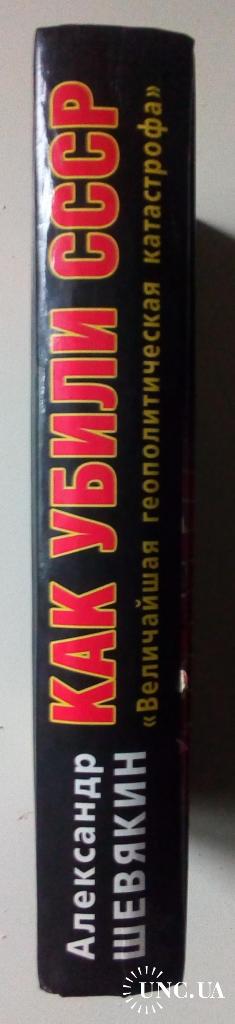 Александр
ШЕВЯКИН
КАК УБИЛИ СССР
«Величайшая геополитическая катастрофа»
UNC.UA